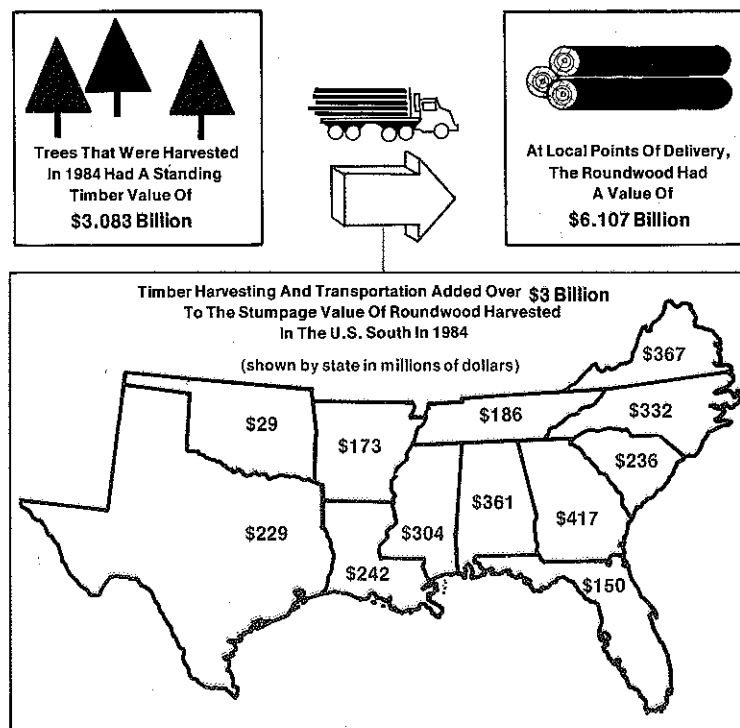 Trees That Were Harvested
In 1984 Had A Standing
Timber Value Of
$3.083 Billion
At Local Points Of Delivery,
The Roundwood Had
A Value Of
$6.107 Billion
Timber Harvesting And Transportation Added Over $3 Billion
To The Stumpage Value Of Roundwood Harvested
In The U.S. South In 1984
(shown by state in millions of dollars)
$367
$29
$186
$332
$173
$236
$229
$304
$361
$417
$242
$150